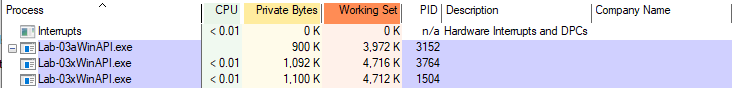 Process CPU Private Bytes Working Set PID Description Company Name
Interrupts < 0.01 0 K 0 K n/a Hardware Interrupts and DPCs
Lab-03aWinAPI.exe 900 K 3,972 K 3152
Lab-03xWinAPI.exe < 0.01 1,092 K 4,716 K 3764
Lab-03xWinAPI.exe < 0.01 1,100 K 4,712 K 1504